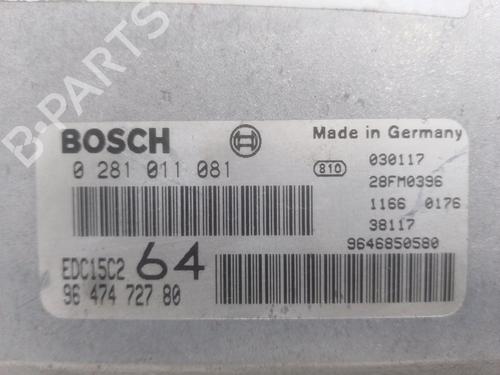 B-PARTS
BOSCH
Made in Germany
0 281 011 081
810
030117
28FM0396
1166 0176
38117
9646850580
EDC15C2 64
96 474 727 80